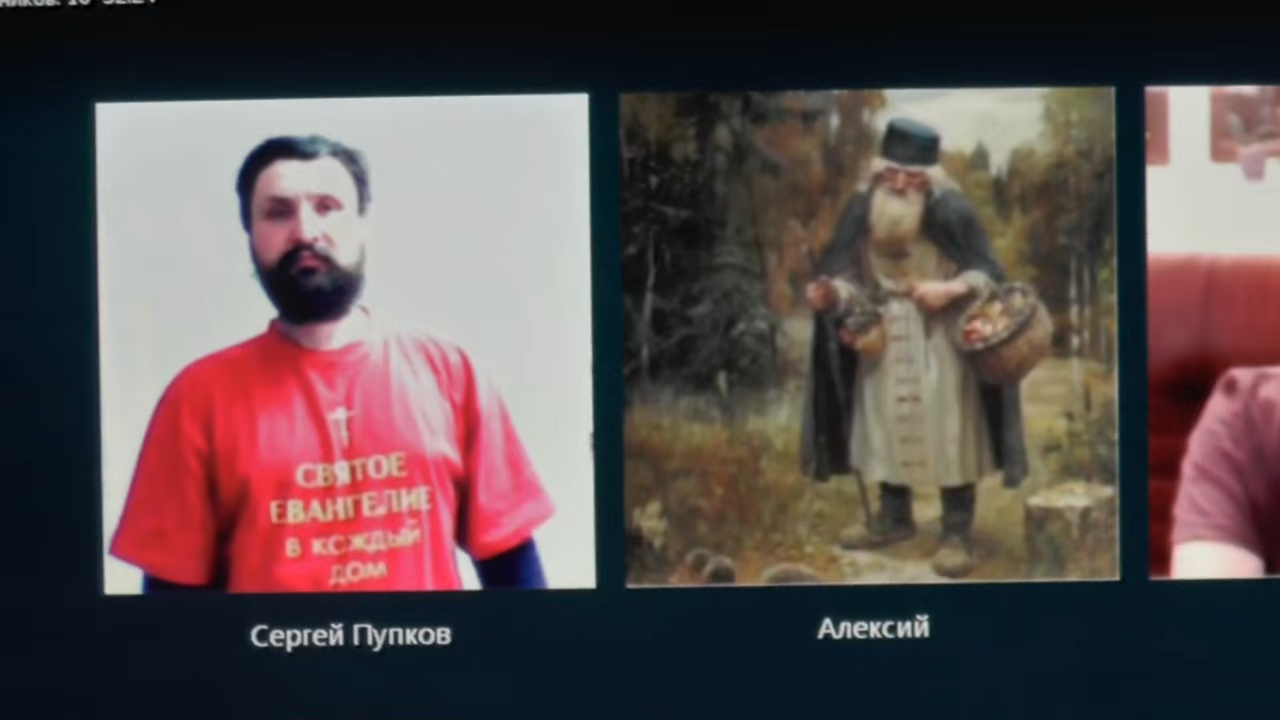 СВЯТОЕ
ЕВАНГЕЛИЕ
В КАЖДЫЙ
ДОМ
Сергей Пупков
Алексий